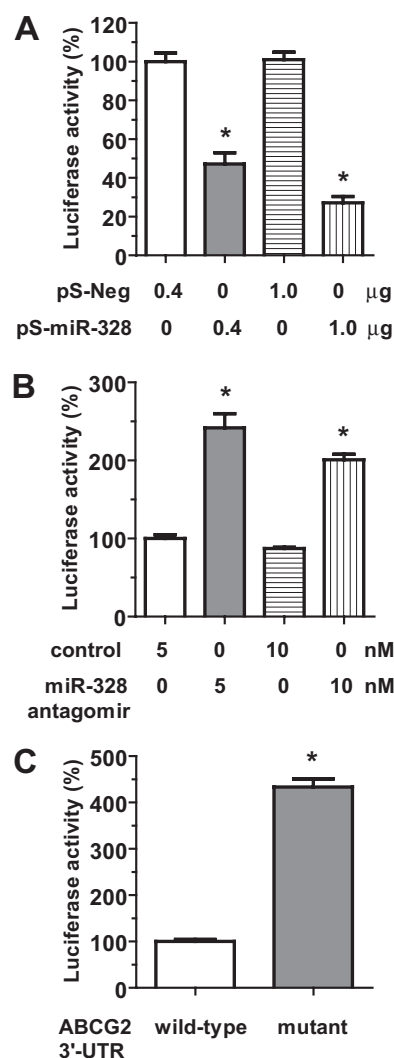 A
Luciferase activity (%)
120
100
80
60
40
20
0
*
*
pS-Neg 0.4 0 1.0 0 μg
pS-miR-328 0 0.4 0 1.0 μg
B
Luciferase activity (%)
300
200
100
0
*
*
control 5 0 10 0 nM
miR-328 0 5 0 10 nM
antagomir
C
Luciferase activity (%)
500
400
300
200
100
0
*
ABCG2 wild-type mutant
3'-UTR